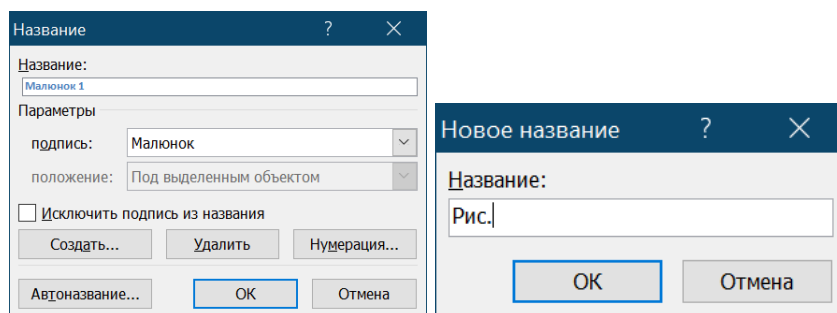 Название ? ×
Название:
Малюнок 1
Параметры
подпись: Малюнок
положение: Под выделенным объектом
Исключить подпись из названия
Создать... Удалить Нумерация...
Автоназвание... ОК Отмена
Новое название ? ×
Название:
Рис.
ОК Отмена